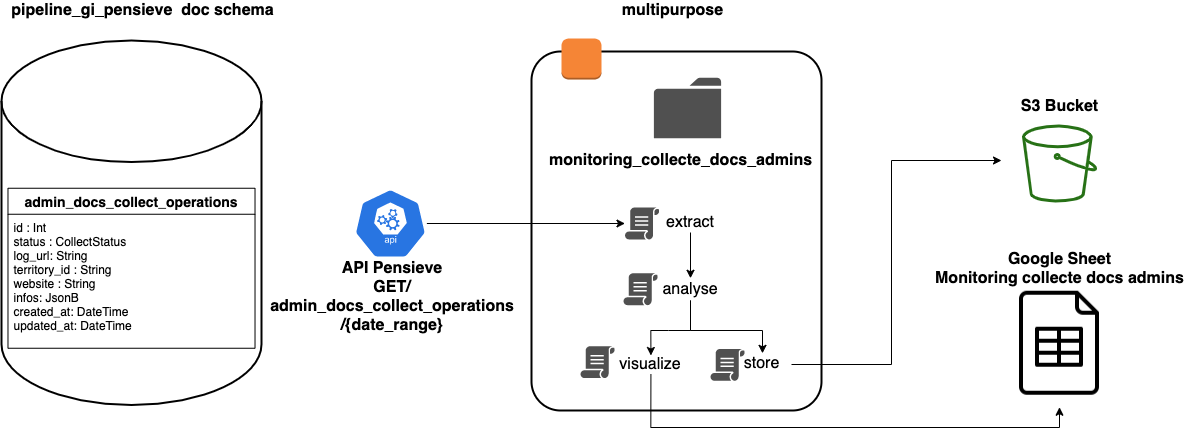 pipeline_gi_pensieve  doc schema
admin_docs_collect_operations
id : Int
status : CollectStatus
log_url: String
territory_id : String
website : String
infos: JsonB
created_at: DateTime
updated_at: DateTime
api
API Pensieve
GET/
admin_docs_collect_operations
/{date_range}
multipurpose
monitoring_collecte_docs_admins
extract
analyse
visualize
store
S3 Bucket
Google Sheet
Monitoring collecte docs admins